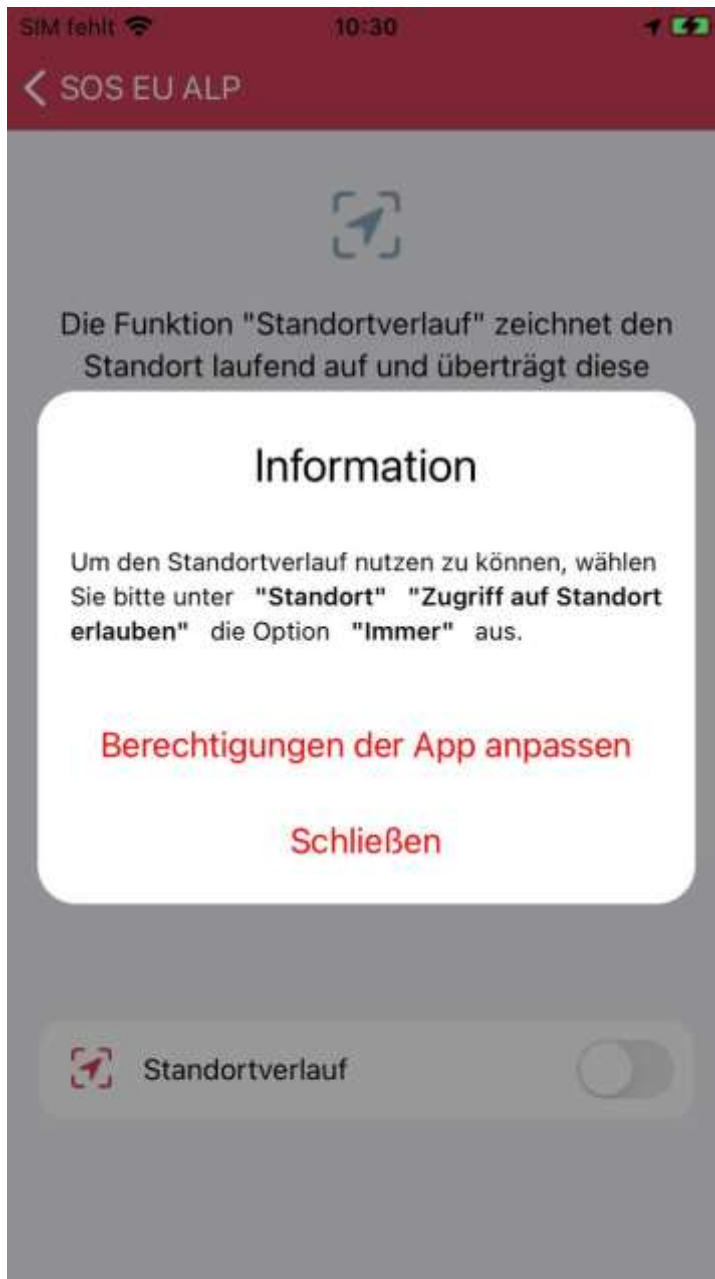 SIM fehlt 10:30
SOS EU ALP
Die Funktion "Standortverlauf" zeichnet den
Standort laufend auf und überträgt diese
Information
Um den Standortverlauf nutzen zu können, wählen
Sie bitte unter "Standort" "Zugriff auf Standort
erlauben" die Option "Immer" aus.
Berechtigungen der App anpassen
Schließen
Standortverlauf